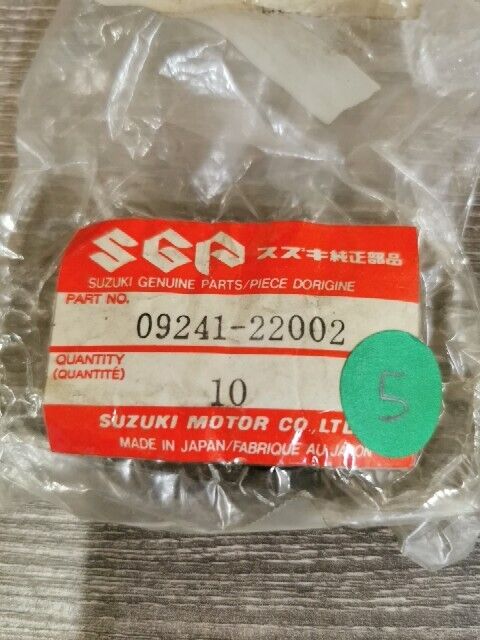 SGP スズキ純正部品
SUZUKI GENUINE PARTS/PIECE DORIGINE
PART NO.
09241-22002
QUANTITY
(QUANTITÉ)
10
5
SUZUKI MOTOR CO., LTD
MADE IN JAPAN/FABRIQUE AU JAPON